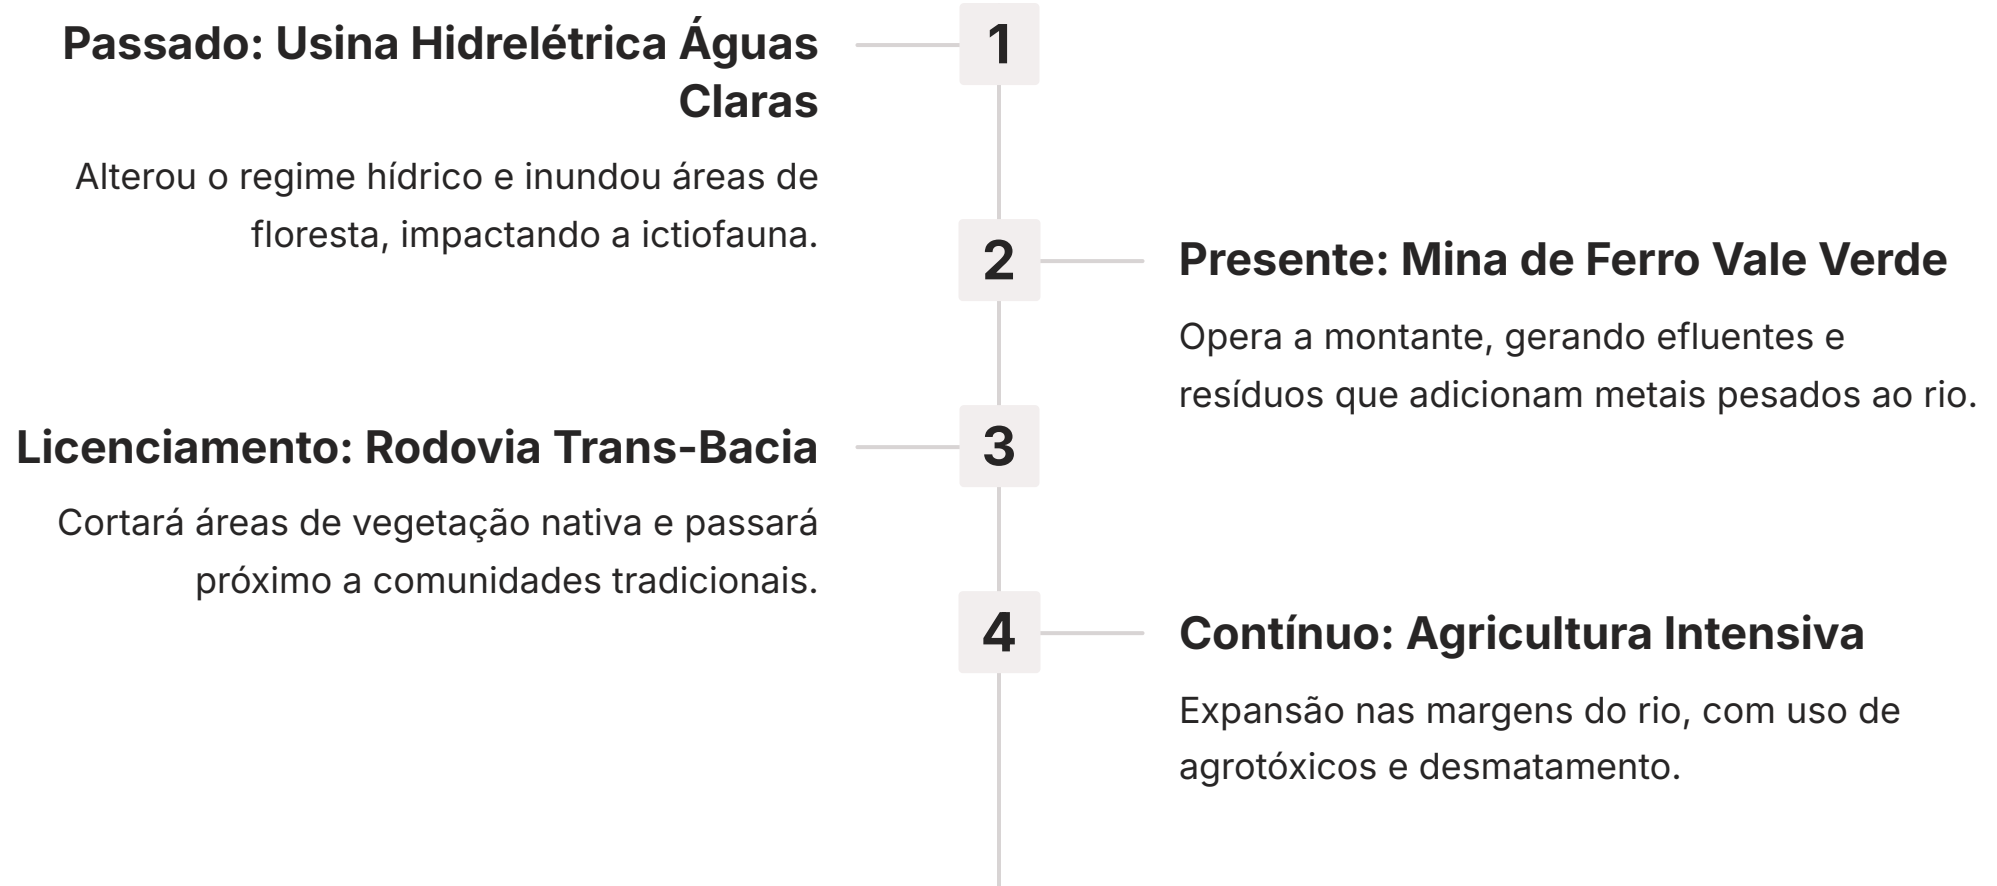 1
Passado: Usina Hidrelétrica Águas
Claras
Alterou o regime hídrico e inundou áreas de
floresta, impactando a ictiofauna.
2
Presente: Mina de Ferro Vale Verde
Opera a montante, gerando efluentes e
resíduos que adicionam metais pesados ao rio.
3
Licenciamento: Rodovia Trans-Bacia
Cortará áreas de vegetação nativa e passará
próximo a comunidades tradicionais.
4
Contínuo: Agricultura Intensiva
Expansão nas margens do rio, com uso de
agrotóxicos e desmatamento.